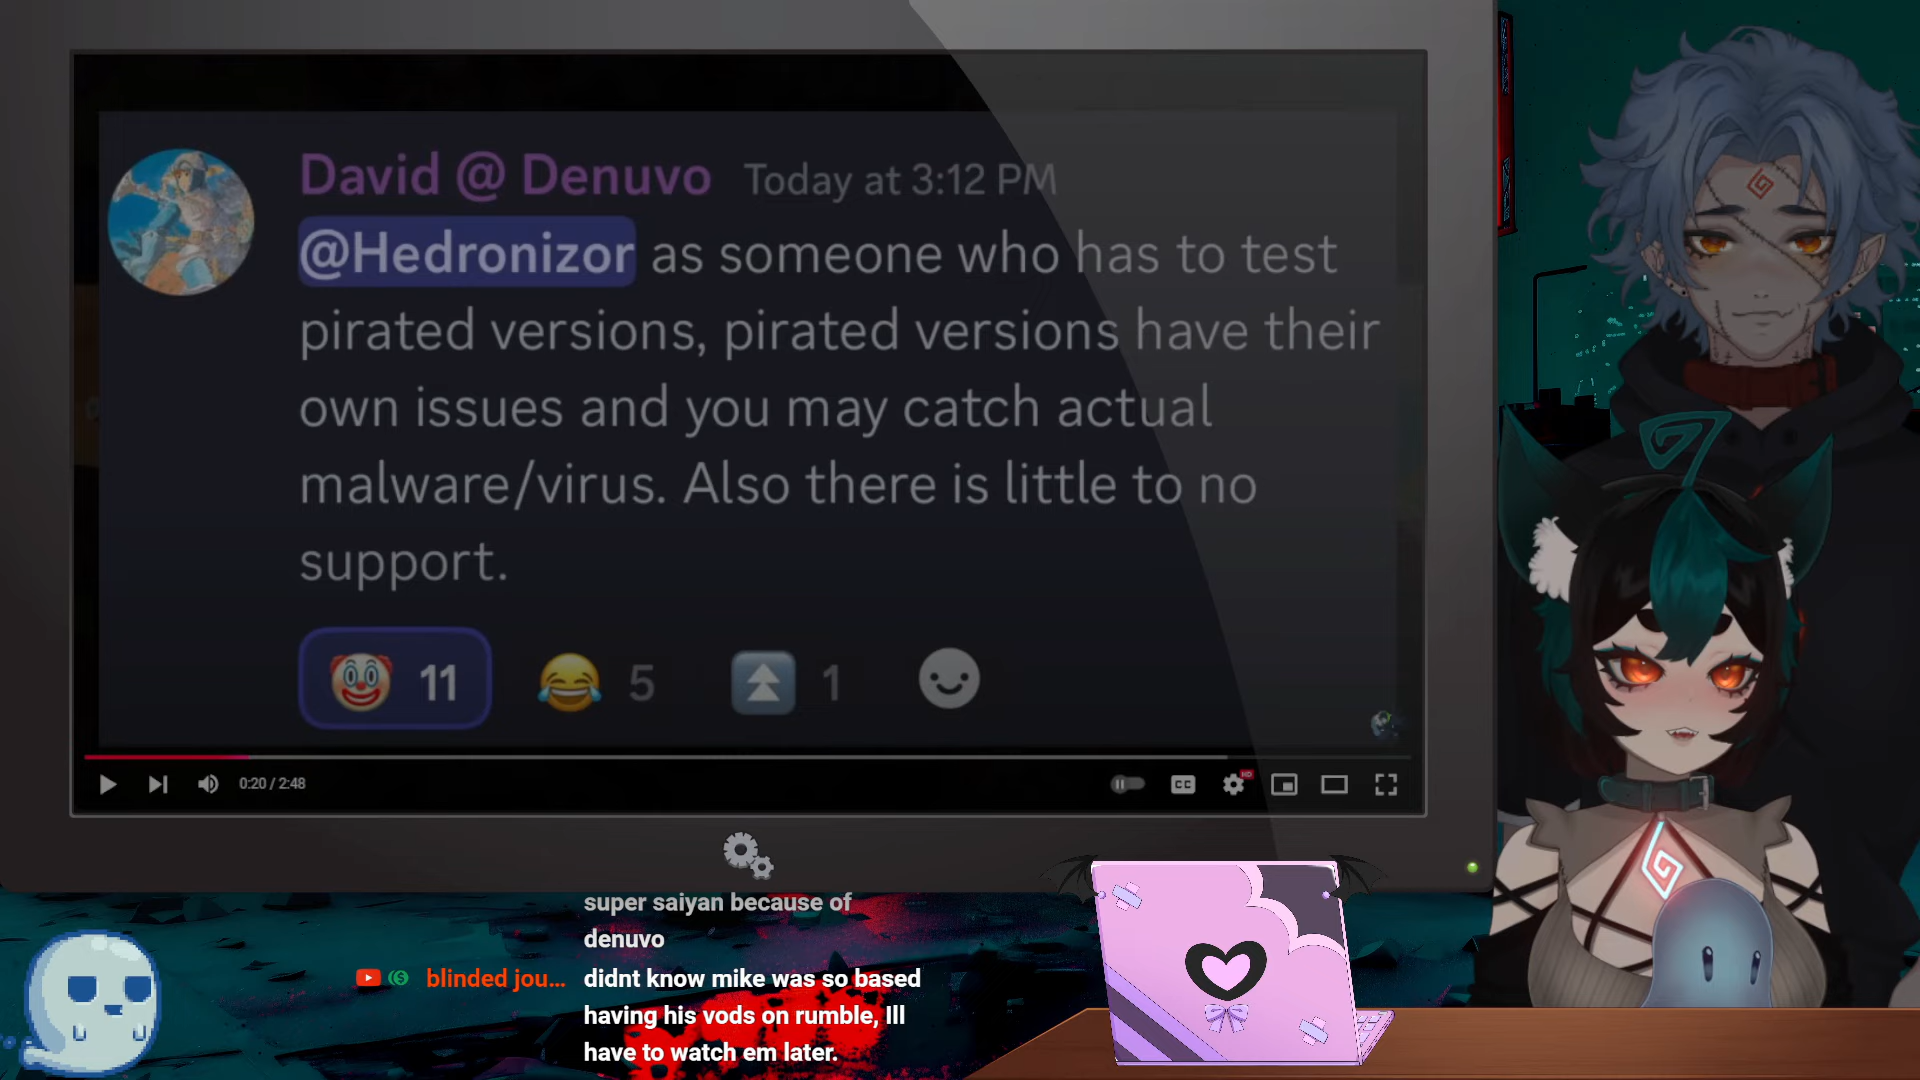 David @ Denuvo Today at 3:12 PM
@Hedronizor as someone who has to test
pirated versions, pirated versions have their
own issues and you may catch actual
malware/virus. Also there is little to no
support.
11 5 1
0:20 / 2:48
CC HD
super saiyan because of
denuvo
blinded jou... didnt know mike was so based
having his vods on rumble, Ill
have to watch em later.